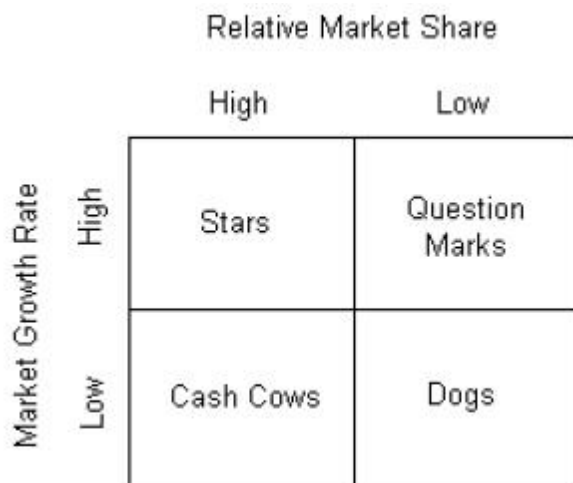 Relative Market Share
High Low
Market Growth Rate
High
Stars
Question
Marks
Low
Cash Cows
Dogs